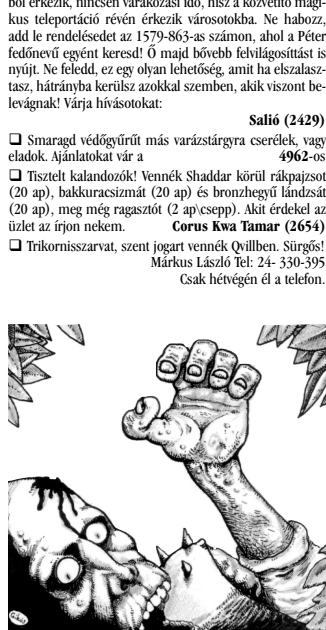 ból érkezik, nincsen várakozási idő, hisz a közvetítő mági-
kus teleportáció révén érkezik városotokba. Ne habozz,
add le rendelésedet az 1579-863-as számon, ahol a Péter
fedőnevű egyént keresd! Ő majd bővebb felvilágosítást is
nyújt. Ne feledd, ez egy olyan lehetőség, amit ha elszalasz-
tasz, hátrányba kerülsz azokkal szemben, akik viszont be-
levágnak! Várja hívásotokat:
Salió (2429)
❑ Smaragd védőgyűrűt más varázstárgyra cserélek, vagy
eladok. Ajánlatokat vár a 4962-os
❑ Tisztelt kalandozók! Vennék Shaddar körül rákpajzsot
(20 ap), bakkuracsizmát (20 ap) és bronzhegyű lándzsát
(20 ap), meg még ragasztót (2 ap\csepp). Akit érdekel az
üzlet az írjon nekem. Corus Kwa Tamar (2654)
❑ Trikornisszarvat, szent jogart vennék Qvillben. Sürgős!
Márkus László Tel: 24- 330-395
Csak hétvégén él a telefon.